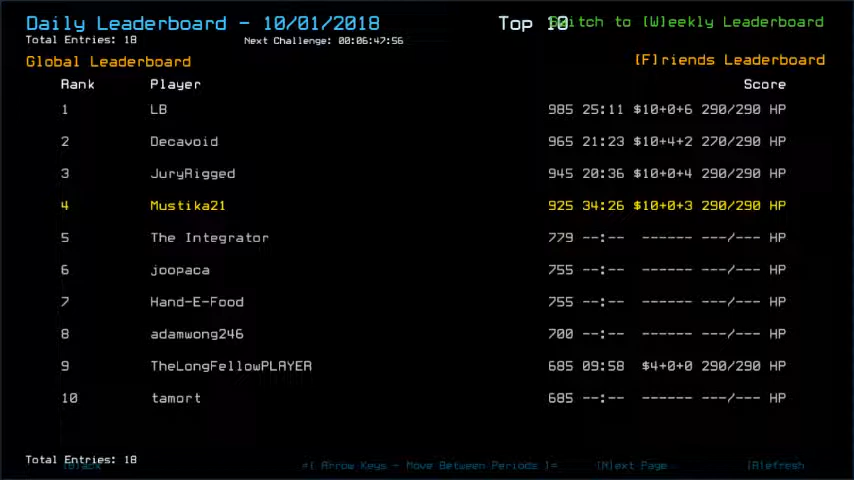 Daily Leaderboard - 10/01/2018 Top 10 Switch to [W]eekly Leaderboard
Total Entries: 18 Next Challenge: 00:06:47:56
Global Leaderboard [F]riends Leaderboard
Rank Player Score
1 LB 985 25:11 $10+0+6 290/290 HP
2 Decavoid 965 21:23 $10+4+2 270/290 HP
3 JuryRigged 945 20:36 $10+0+4 290/290 HP
4 Mustika21 925 34:26 $10+0+3 290/290 HP
5 The Integrator 779 --:-- ------ ---/--- HP
6 joopaca 755 --:-- ------ ---/--- HP
7 Hand-E-Food 755 --:-- ------ ---/--- HP
8 adamwong246 700 --:-- ------ ---/--- HP
9 TheLongFellowPLAYER 685 09:58 $4+0+0 290/290 HP
10 tamort 685 --:-- ------ ---/--- HP
Total Entries: 18
[B]ack =[ Arrow Keys - Move Between Periods ]= [N]ext Page [R]efresh